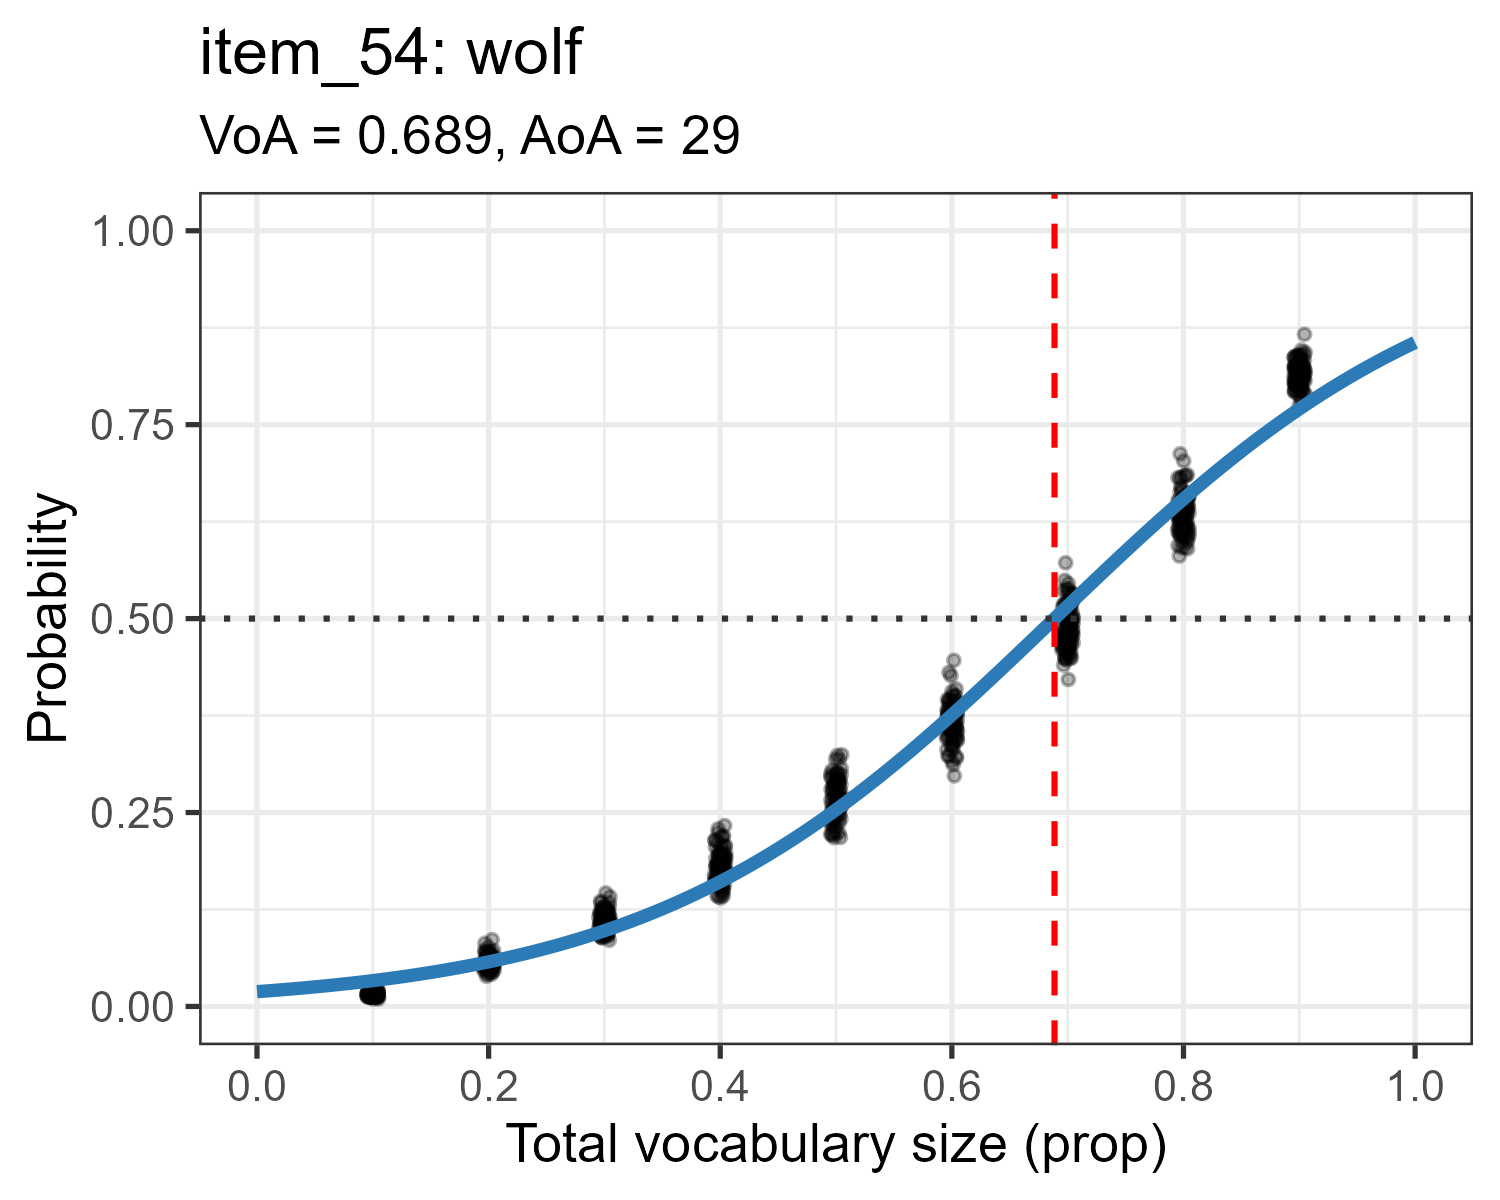 item_54: wolf
VoA = 0.689, AoA = 29
1.00
0.75
0.50
0.25
0.00
Probability
0.0 0.2 0.4 0.6 0.8 1.0
Total vocabulary size (prop)